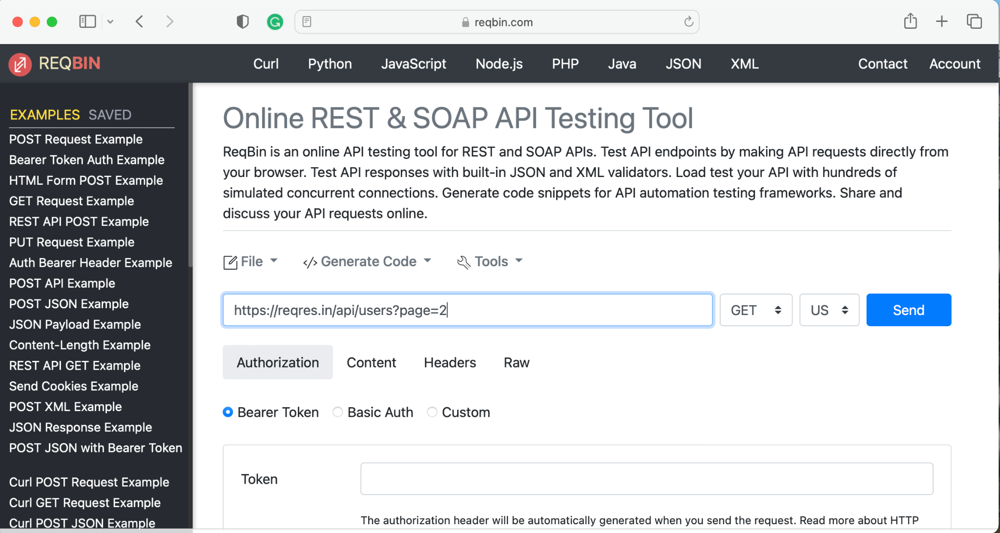 reqbin.com
REQBIN
Curl Python JavaScript Node.js PHP Java JSON XML Contact Account
EXAMPLES SAVED
POST Request Example
Bearer Token Auth Example
HTML Form POST Example
GET Request Example
REST API POST Example
PUT Request Example
Auth Bearer Header Example
POST API Example
POST JSON Example
JSON Payload Example
Content-Length Example
REST API GET Example
Send Cookies Example
POST XML Example
JSON Response Example
POST JSON with Bearer Token
Curl POST Request Example
Curl GET Request Example
Curl POST JSON Example
Online REST & SOAP API Testing Tool
ReqBin is an online API testing tool for REST and SOAP APIs. Test API endpoints by making API requests directly from
your browser. Test API responses with built-in JSON and XML validators. Load test your API with hundreds of
simulated concurrent connections. Generate code snippets for API automation testing frameworks. Share and
discuss your API requests online.
File </> Generate Code Tools
https://reqres.in/api/users?page=2 GET US Send
Authorization Content Headers Raw
Bearer Token Basic Auth Custom
Token
The authorization header will be automatically generated when you send the request. Read more about HTTP